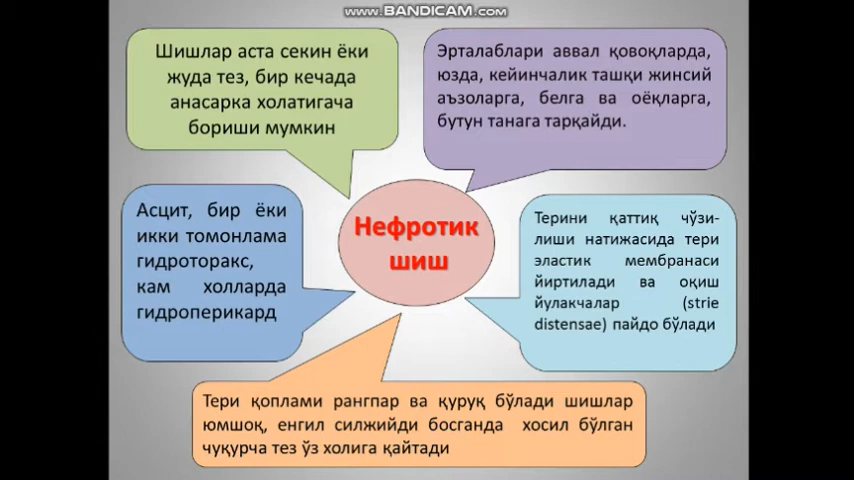 www.BANDICAM.com
Шишлар аста секин ёки
жуда тез, бир кечада
анасарка холатигача
бориши мумкин
Эрталаблари аввал қовоқларда,
юзда, кейинчалик ташқи жинсий
аъзоларга, белга ва оёқларга,
бутун танага тарқайди.
Асцит, бир ёки
икки томонлама
гидроторакс,
кам холларда
гидроперикард
Нефротик
шиш
Терини қаттиқ чўзи-
лиши натижасида тери
эластик мембранаси
йиртилади ва оқиш
йулакчалар (strie
distensae) пайдо бўлади
Тери қоплами рангпар ва қуруқ бўлади шишлар
юмшоқ, енгил силжийди босганда хосил бўлган
чуқурча тез ўз холига қайтади